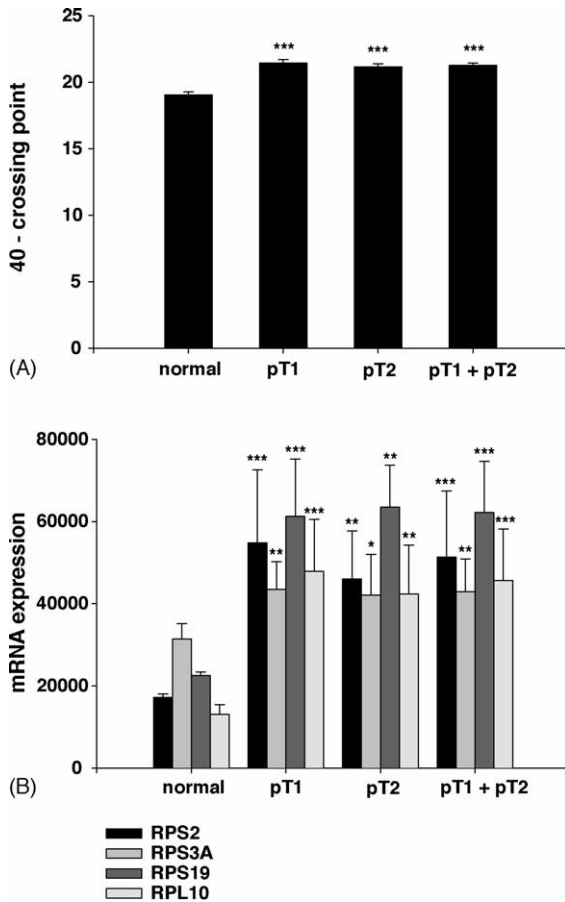 40 - crossing point
25
20
15
10
5
0
*** *** ***
normal pT1 pT2 pT1 + pT2
(A)
mRNA expression
80000
60000
40000
20000
0
*** ** *** *** ** * ** ** *** ** *** ***
normal pT1 pT2 pT1 + pT2
(B)
RPS2
RPS3A
RPS19
RPL10